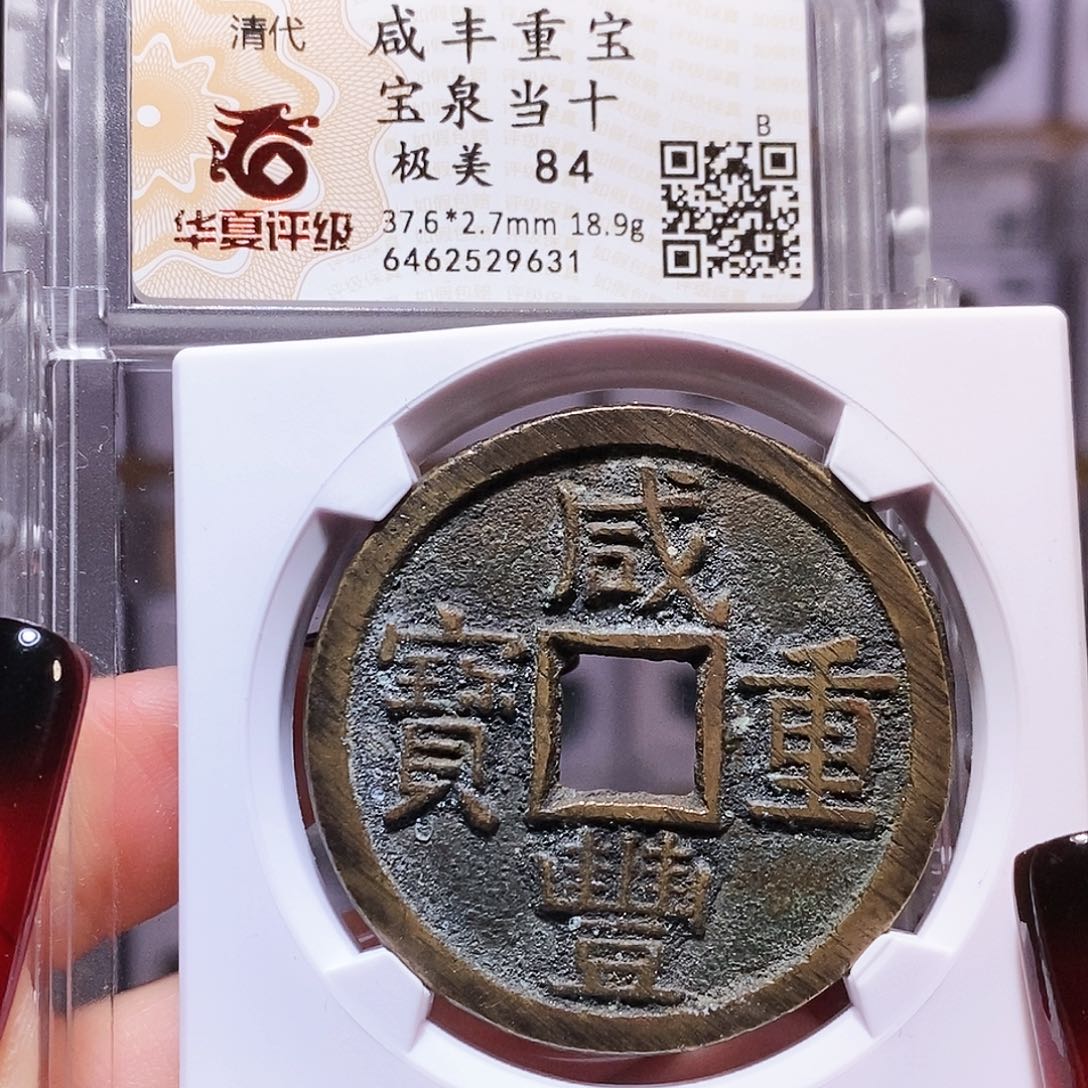 清代
咸丰重宝
宝泉当十
极美 84
B
37.6*2.7mm 18.9g
6462529631
华夏评级
咸
豐
重
寶